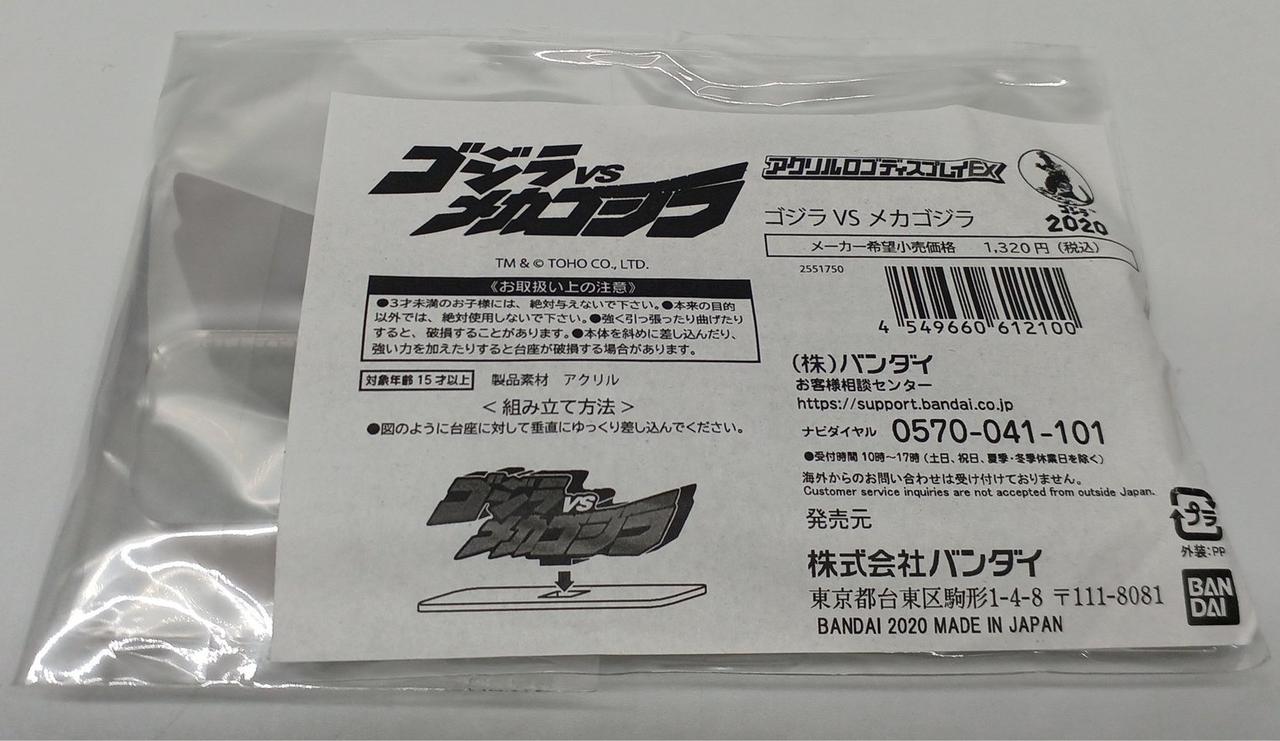 ゴジラVS
メカゴジラ
TM & © TOHO CO., LTD.
《お取扱い上の注意》
●3才未満のお子様には、絶対与えないで下さい。●本来の目的
以外では、絶対使用しないで下さい。●強く引っ張ったり曲げたり
すると、破損することがあります。●本体を斜めに差し込んだり、
強い力を加えたりすると台座が破損する場合があります。
対象年齢15才以上 製品素材 アクリル
<組み立て方法>
●図のように台座に対して垂直にゆっくり差し込んでください。
ゴジラVS
メカゴジラ
アクリルロゴディスプレイEX
ゴジラ
2020
ゴジラ VS メカゴジラ
メーカー希望小売価格 1,320円(税込)
2551750
4 549660 612100
(株)バンダイ
お客様相談センター
https://support.bandai.co.jp
ナビダイヤル 0570-041-101
●受付時間 10時〜17時(土日、祝日、夏季・冬季休業日を除く)
海外からのお問い合わせは受け付けておりません。
Customer service inquiries are not accepted from outside Japan.
発売元
プラ
外装:PP
株式会社バンダイ
東京都台東区駒形1-4-8 〒111-8081
BANDAI 2020 MADE IN JAPAN
BAN
DAI